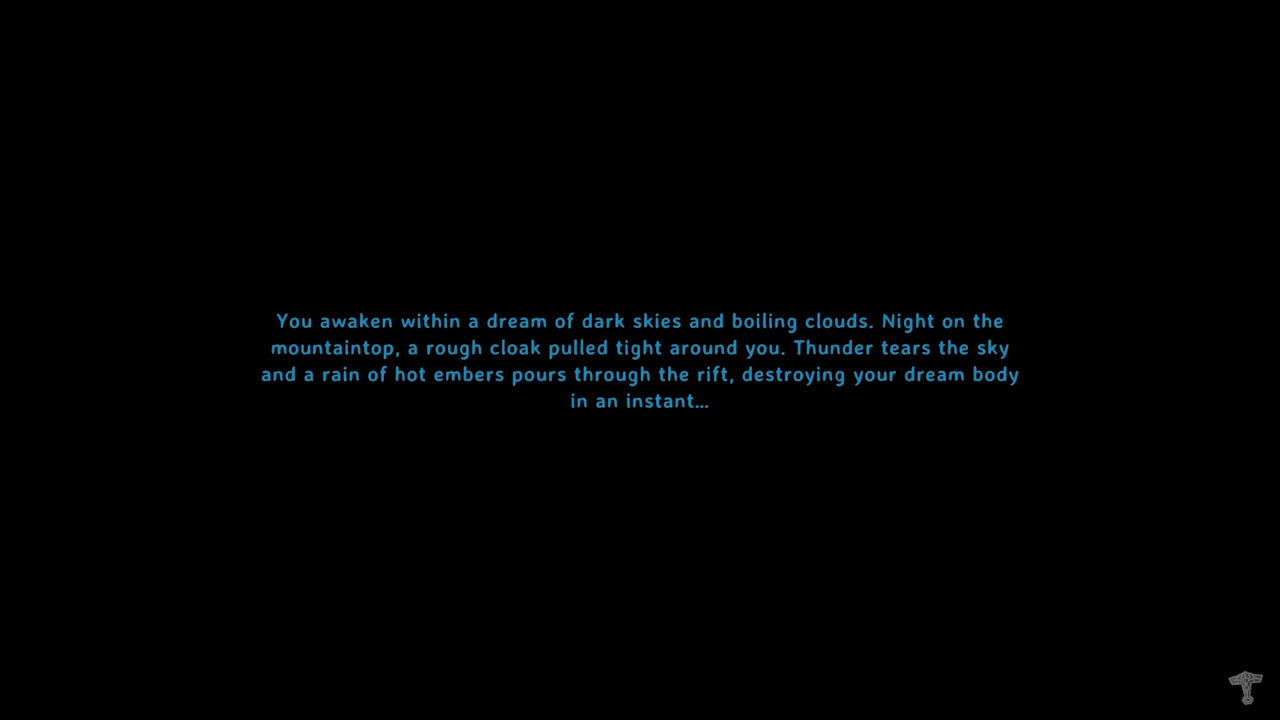 You awaken within a dream of dark skies and boiling clouds. Night on the
mountaintop, a rough cloak pulled tight around you. Thunder tears the sky
and a rain of hot embers pours through the rift, destroying your dream body
in an instant...